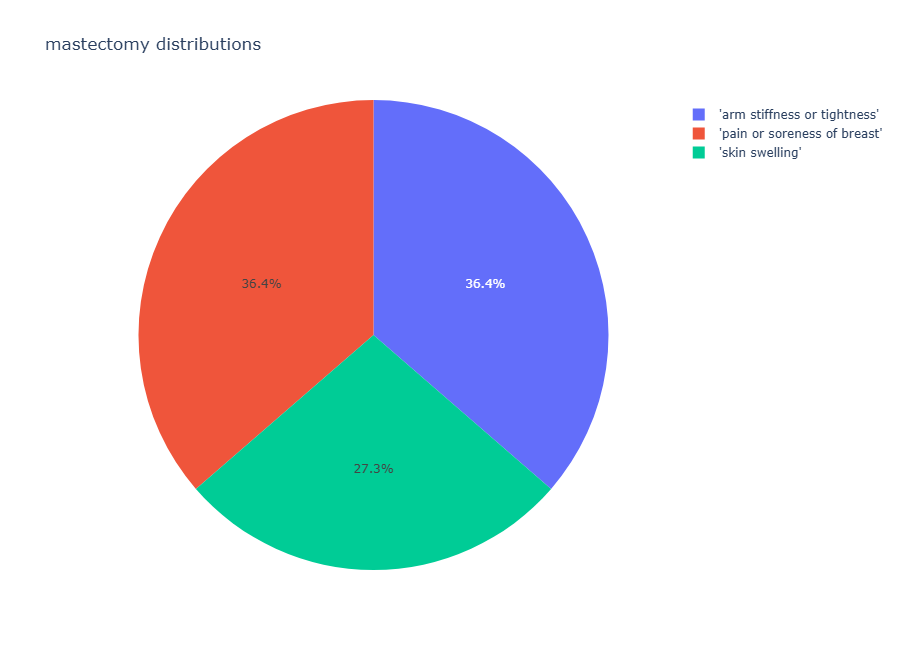 mastectomy distributions
'arm stiffness or tightness'
'pain or soreness of breast'
'skin swelling'
36.4%
36.4%
27.3%